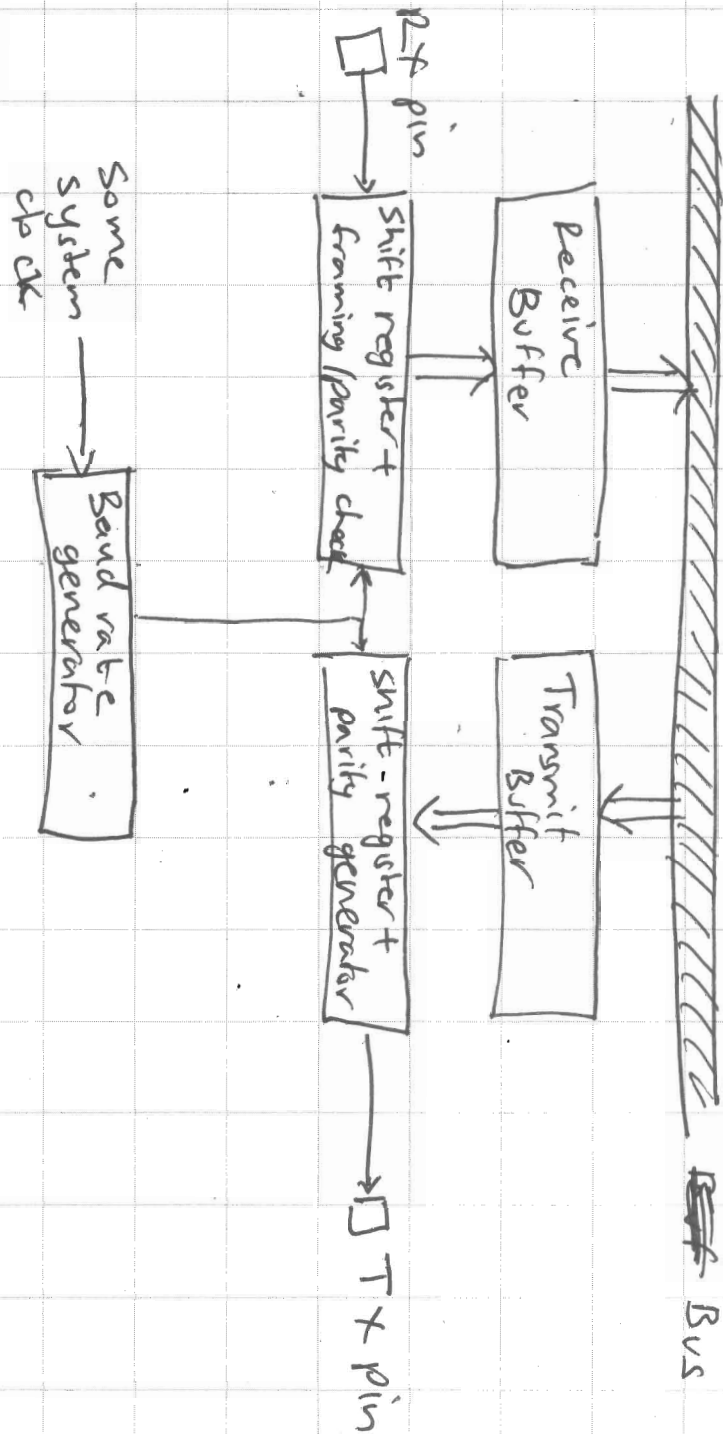 Bus
Receive
Buffer
Transmit
Buffer
Rx pin
Shift register +
framing/parity check
shift-register +
parity generator
Tx pin
Some
system
clock
Baud rate
generator